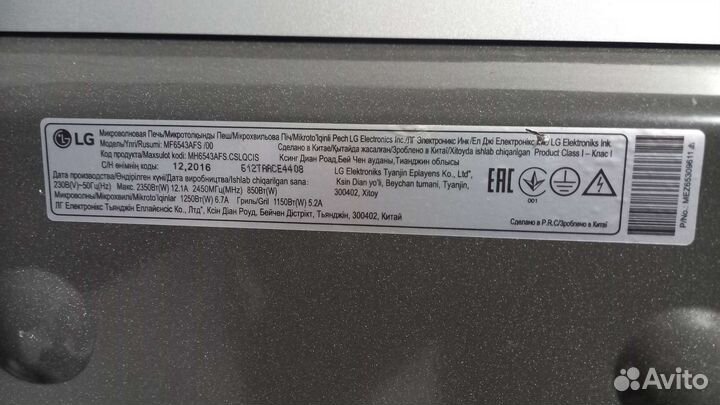 LG
Микроволновая Печь/Микротолқынды Пеш/Мікрохвильова Піч/Mikroto'lqinli Pech LG Electronics Inc./ЛГ Электроникс Инк./Ел Джі Електронікс Інк./ LG Elektroniks Ink.
Модель/Үлгі/Rusumi: MF6543AFS /00 Сделано в Китае/Қытайда жасалған/Зроблено в Китаї/Xitoyda ishlab chiqarilgan Product Class I – Клас I
Код продукта/Maxsulot kodi: MH6543AFS.CSLQCIS Ксинг Диан Роад,Бей Чен ауданы,Тианджин облысы
С/Н өнімнің коды: 12,2016 612TAACE4408 LG Elektroniks Tyanjin Eplayens Ko., Ltd",
Дата производства/Өндірілген күні/Дата виробництва/Ishlab chiqarilgan sana: Ksin Dian yo'li, Beychan tumani, Tyanjin,
230В(V)~50Гц(Hz) Макс. 2350Вт(W) 12.1A 2450МГц(MHz) 850Вт(W) 300402, Xitoy
Микроволны/Мікрохвилі/Mikroto'lqinlar 1250Вт(W) 6.7A Гриль/Gril 1150Вт(W) 5.2A
ЛГ Електронікс Тьянджін Еплайєнсіс Ко., Лтд", Ксін Діан Роуд, Бейчен Дістрікт, Тьянджін, 300402, Китай
EAC
001
Сделано в P.R.C/Зроблено в Китаї
P/No. MEZ65309611
Avito